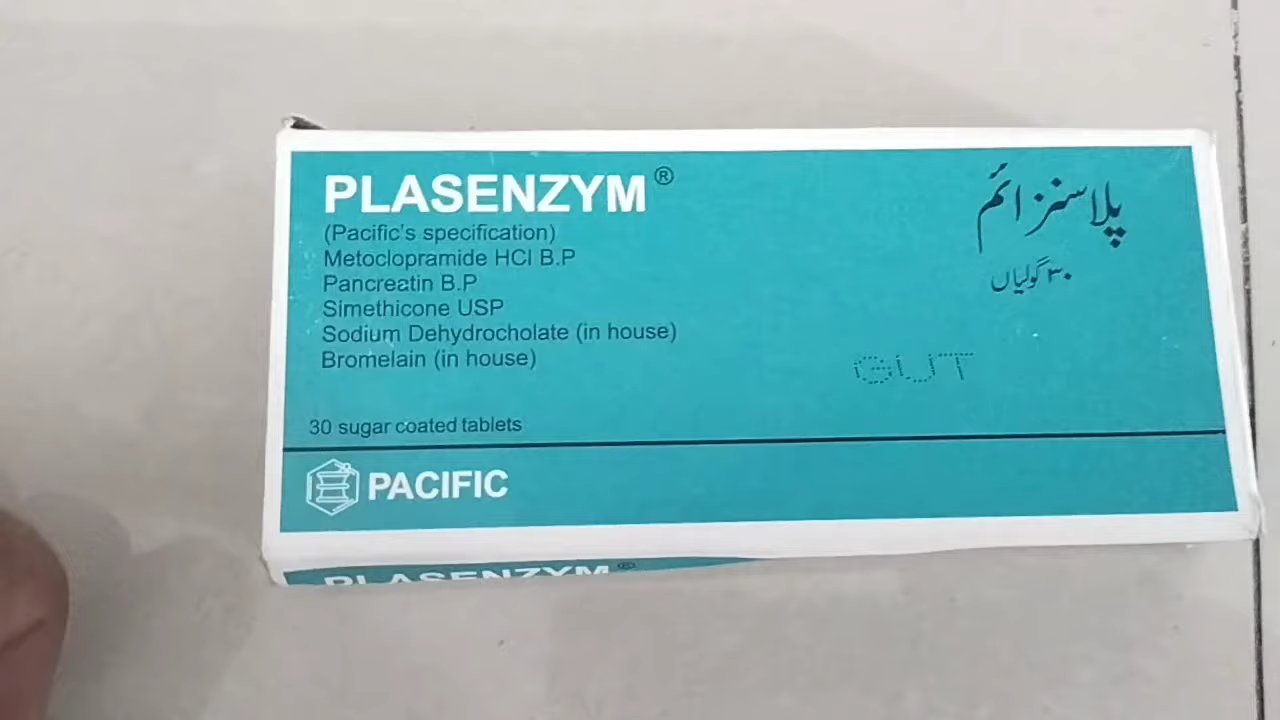 PLASENZYM®
(Pacific's specification)
Metoclopramide HCl B.P
Pancreatin B.P
Simethicone USP
Sodium Dehydrocholate (in house)
Bromelain (in house)
30 sugar coated tablets
پلاسنزائم
۳۰ گولیاں
GUT
PACIFIC
PLASENZYM®